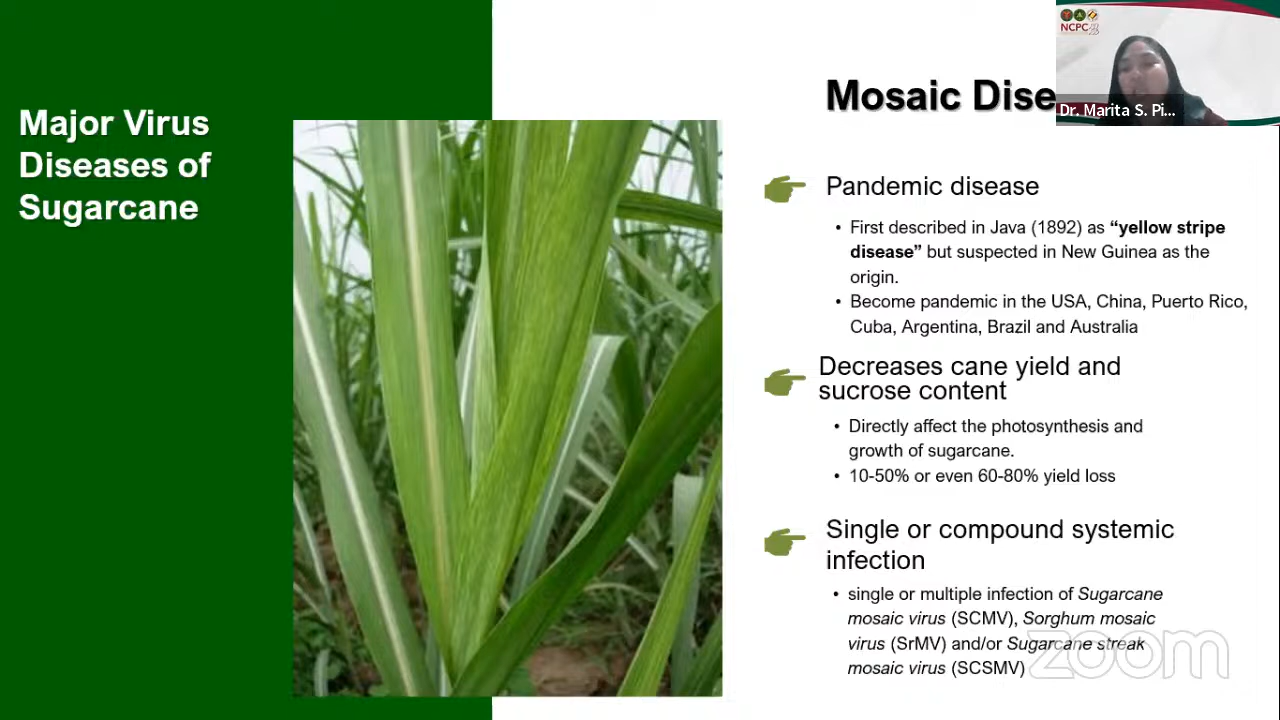 Major Virus
Diseases of
Sugarcane
Mosaic Dise
NCPC
Dr. Marita S. Pi...
Pandemic disease
• First described in Java (1892) as “yellow stripe
disease” but suspected in New Guinea as the
origin.
• Become pandemic in the USA, China, Puerto Rico,
Cuba, Argentina, Brazil and Australia
Decreases cane yield and
sucrose content
• Directly affect the photosynthesis and
growth of sugarcane.
• 10-50% or even 60-80% yield loss
Single or compound systemic
infection
• single or multiple infection of Sugarcane
mosaic virus (SCMV), Sorghum mosaic
virus (SrMV) and/or Sugarcane streak
mosaic virus (SCSMV)
zoom